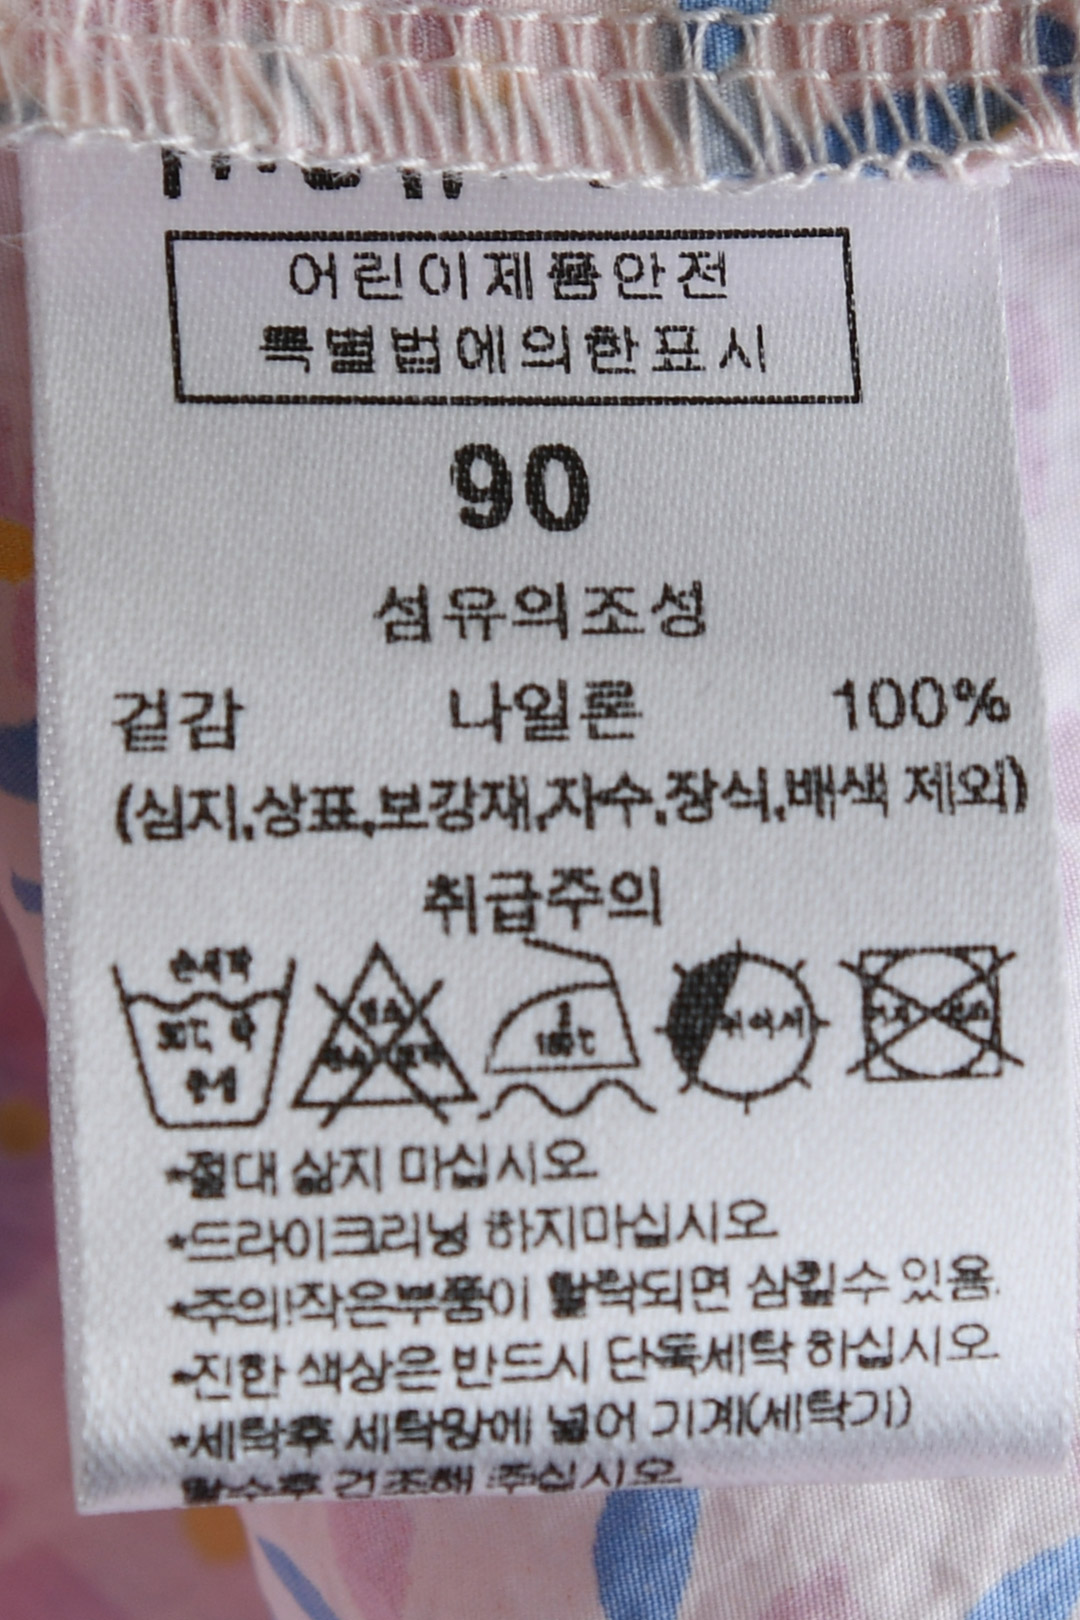 어린이제품안전
특별법에의한표시
90
섬유의조성
겉감 나일론 100%
(심지,상표,보강재,자수,장식,배색 제외)
취급주의
손세탁
30℃ 약
중성
염소
180℃
뉘어서
*절대 삶지 마십시오
*드라이크리닝 하지마십시오
*주의!작은부품이 탈락되면 삼킬수 있음.
*진한 색상은 반드시 단독세탁 하십시오
*세탁후 세탁망에 넣어 기계(세탁기)
탈수후 건조해 주십시오